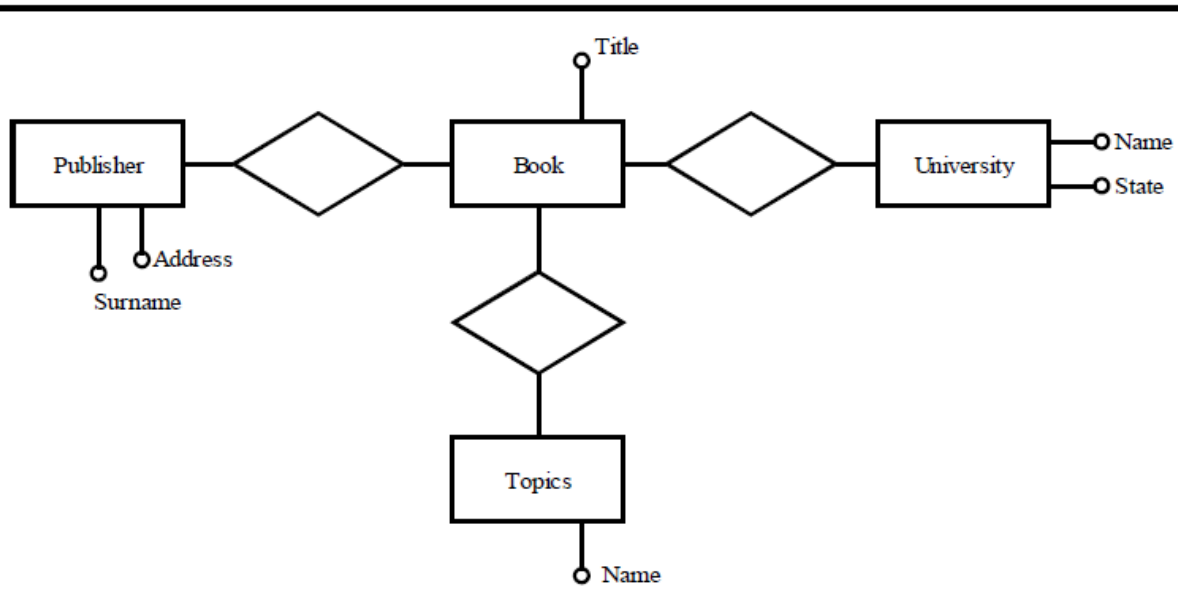 Title
Publisher
Book
University
Name
State
Address
Surname
Topics
Name